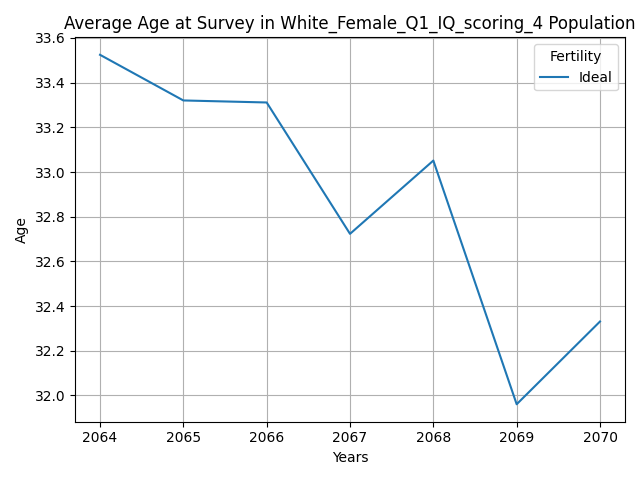 Average Age at Survey in White_Female_Q1_IQ_scoring_4 Population
Fertility
Ideal
33.6
33.4
33.2
33.0
32.8
32.6
32.4
32.2
32.0
Age
2064 2065 2066 2067 2068 2069 2070
Years